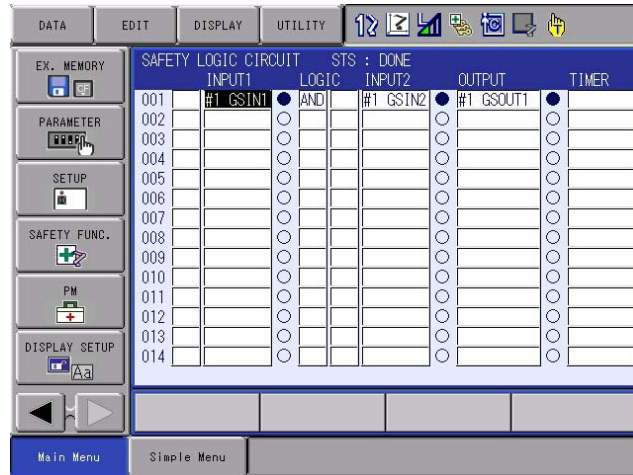 DATA EDIT DISPLAY UTILITY
EX. MEMORY
CF
PARAMETER
SETUP
SAFETY FUNC.
PM
DISPLAY SETUP
Aa
SAFETY LOGIC CIRCUIT STS : DONE
INPUT1 LOGIC INPUT2 OUTPUT TIMER
001 #1 GSIN1 AND #1 GSIN2 #1 GSOUT1
002
003
004
005
006
007
008
009
010
011
012
013
014
Main Menu Simple Menu